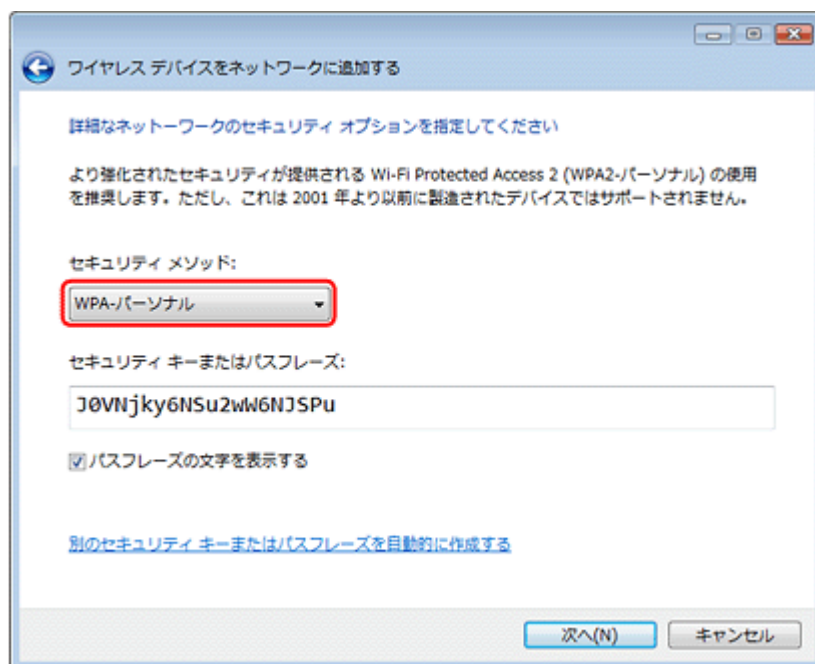 ワイヤレス デバイスをネットワークに追加する
詳細なネットーワークのセキュリティ オプションを指定してください
より強化されたセキュリティが提供される Wi-Fi Protected Access 2 (WPA2-パーソナル) の使用
を推奨します。ただし、これは 2001 年より以前に製造されたデバイスではサポートされません。
セキュリティ メソッド:
WPA-パーソナル
セキュリティ キーまたはパスフレーズ:
J0VNjky6NSu2wW6NJSPu
パスフレーズの文字を表示する
別のセキュリティ キーまたはパスフレーズを自動的に作成する
次へ(N)
キャンセル